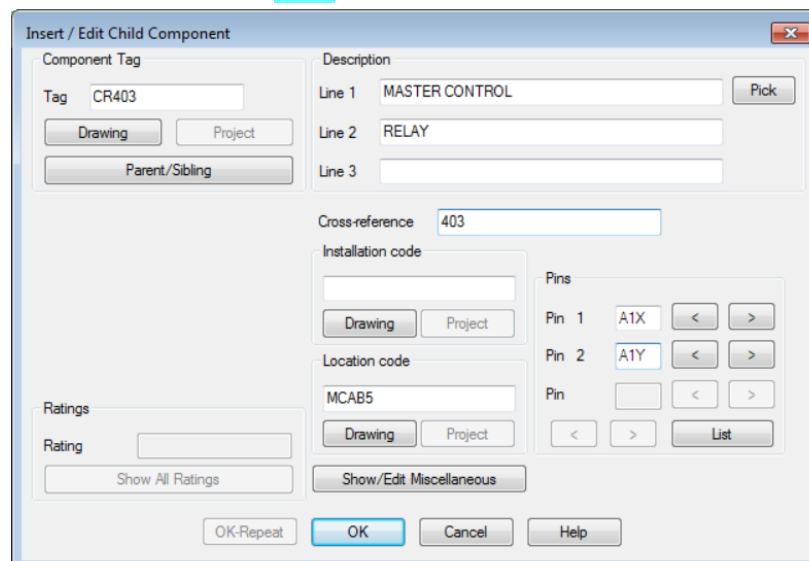 Insert / Edit Child Component
Component Tag
Tag CR403
Drawing Project
Parent/Sibling
Description
Line 1 MASTER CONTROL Pick
Line 2 RELAY
Line 3
Cross-reference 403
Installation code
Drawing Project
Location code
MCAB5
Drawing Project
Pins
Pin 1 A1X < >
Pin 2 A1Y < >
Pin < >
< > List
Ratings
Rating
Show All Ratings
Show/Edit Miscellaneous
OK-Repeat OK Cancel Help